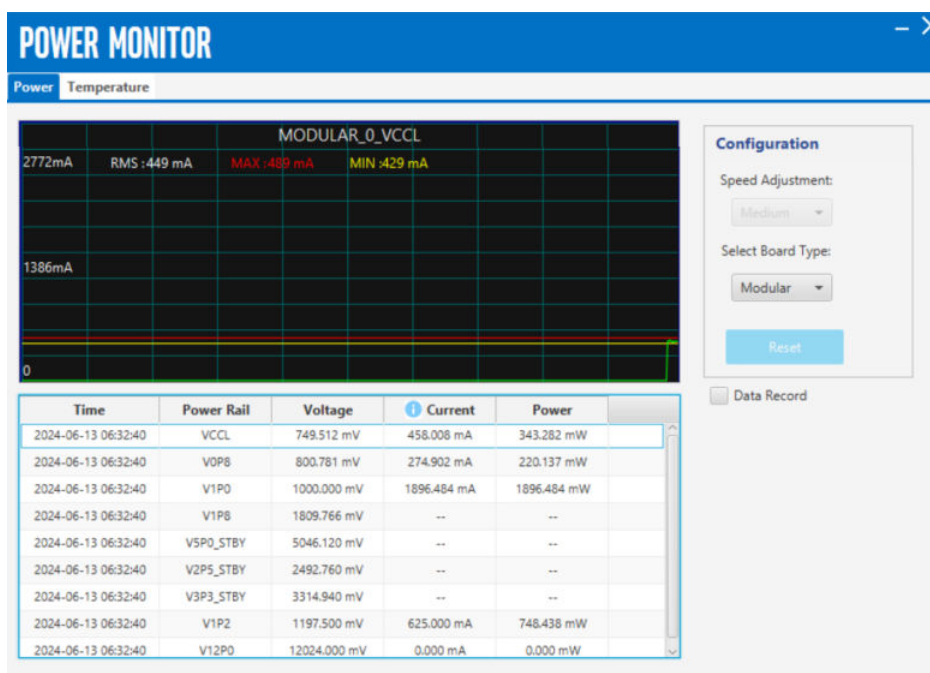 POWER MONITOR
Power Temperature
MODULAR_0_VCCL
2772mA RMS :449 mA MAX :489 mA MIN :429 mA
1386mA
0
Configuration
Speed Adjustment:
Medium
Select Board Type:
Modular
Reset
Data Record
Time Power Rail Voltage Current Power
2024-06-13 06:32:40 VCCL 749.512 mV 458.008 mA 343.282 mW
2024-06-13 06:32:40 V0P8 800.781 mV 274.902 mA 220.137 mW
2024-06-13 06:32:40 V1P0 1000.000 mV 1896.484 mA 1896.484 mW
2024-06-13 06:32:40 V1P8 1809.766 mV -- --
2024-06-13 06:32:40 V5P0_STBY 5046.120 mV -- --
2024-06-13 06:32:40 V2P5_STBY 2492.760 mV -- --
2024-06-13 06:32:40 V3P3_STBY 3314.940 mV -- --
2024-06-13 06:32:40 V1P2 1197.500 mV 625.000 mA 748.438 mW
2024-06-13 06:32:40 V12P0 12024.000 mV 0.000 mA 0.000 mW